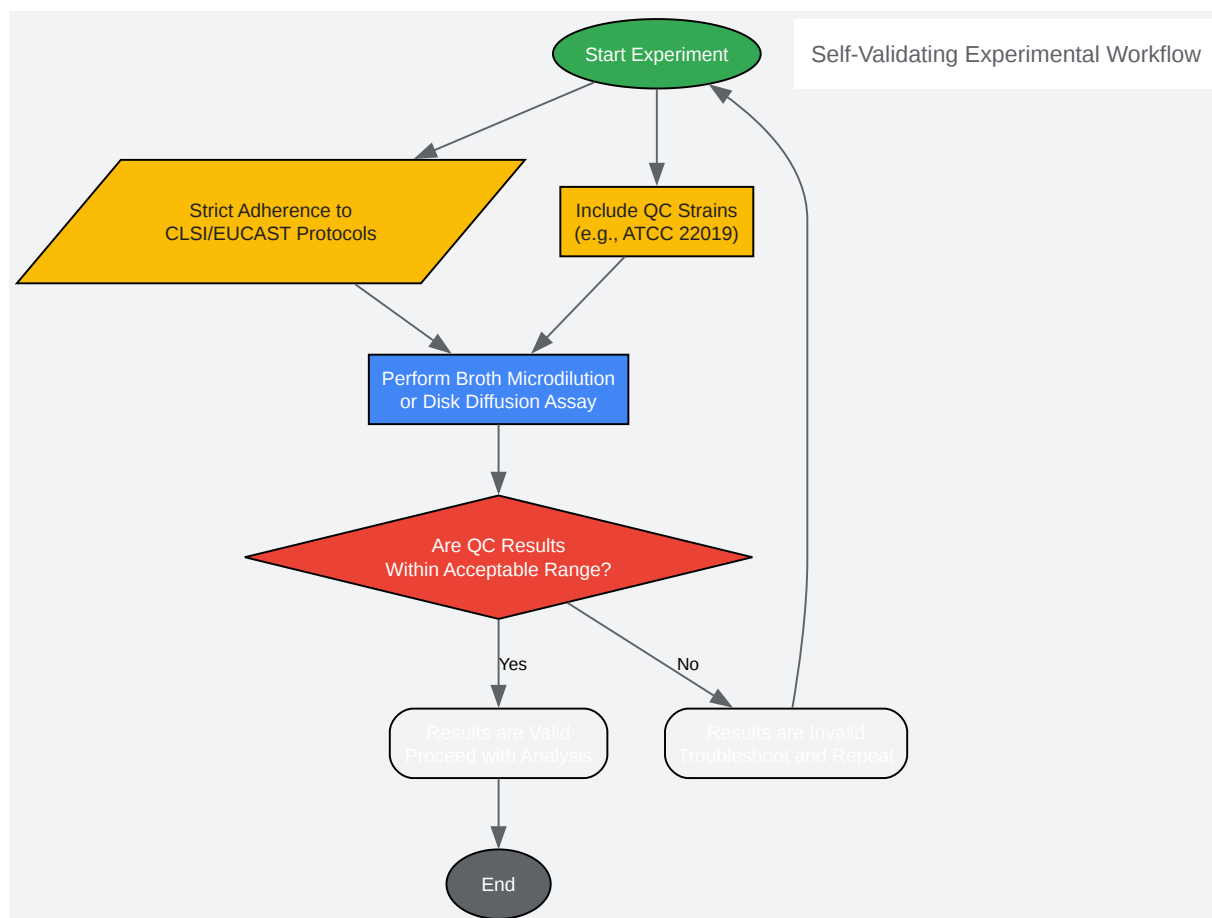 Start Experiment
Self-Validating Experimental Workflow
Strict Adherence to
CLSI/EUCAST Protocols
Include QC Strains
(e.g., ATCC 22019)
Perform Broth Microdilution
or Disk Diffusion Assay
Are QC Results
Within Acceptable Range?
Yes
No
Results are Valid
Proceed with Analysis
Results are Invalid
Troubleshoot and Repeat
End